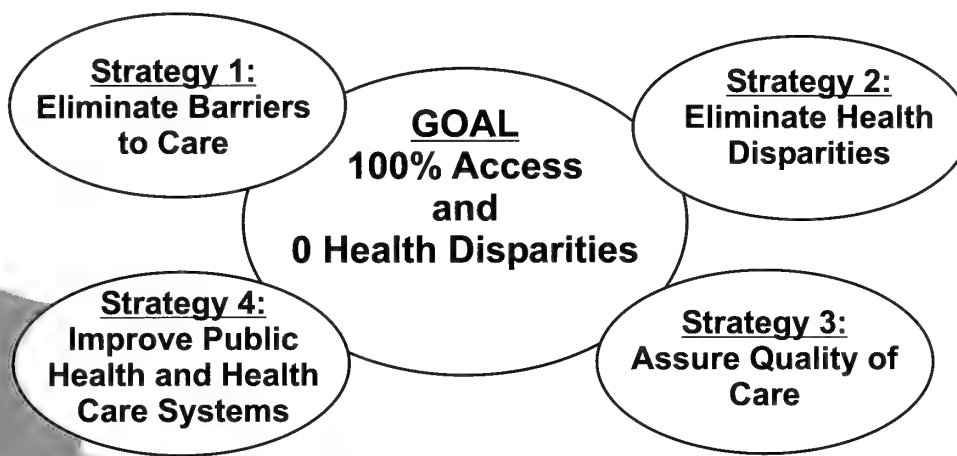 Strategy 1:
Eliminate Barriers
to Care
GOAL
100% Access
and
0 Health Disparities
Strategy 2:
Eliminate Health
Disparities
Strategy 4:
Improve Public
Health and Health
Care Systems
Strategy 3:
Assure Quality of
Care